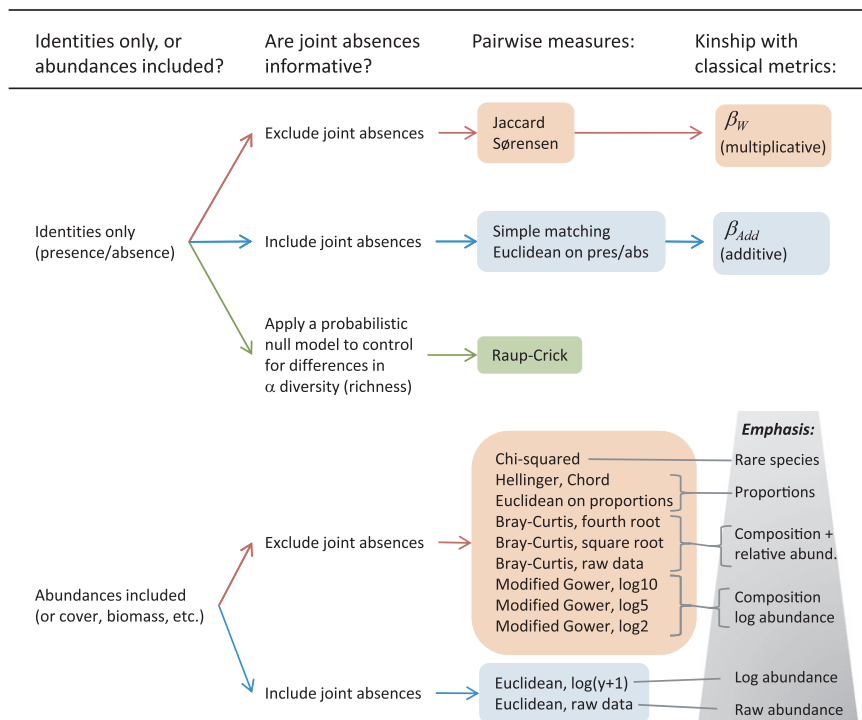 Identities only, or
abundances included?
Are joint absences
informative?
Pairwise measures:
Kinship with
classical metrics:
Identities only
(presence/absence)
Exclude joint absences
Jaccard
Sørensen
β_W
(multiplicative)
Include joint absences
Simple matching
Euclidean on pres/abs
β_Add
(additive)
Apply a probabilistic
null model to control
for differences in
α diversity (richness)
Raup-Crick
Abundances included
(or cover, biomass, etc.)
Exclude joint absences
Chi-squared
Hellinger, Chord
Euclidean on proportions
Bray-Curtis, fourth root
Bray-Curtis, square root
Bray-Curtis, raw data
Modified Gower, log10
Modified Gower, log5
Modified Gower, log2
Emphasis:
Rare species
Proportions
Composition +
relative abund.
Composition
log abundance
Include joint absences
Euclidean, log(y+1)
Euclidean, raw data
Log abundance
Raw abundance